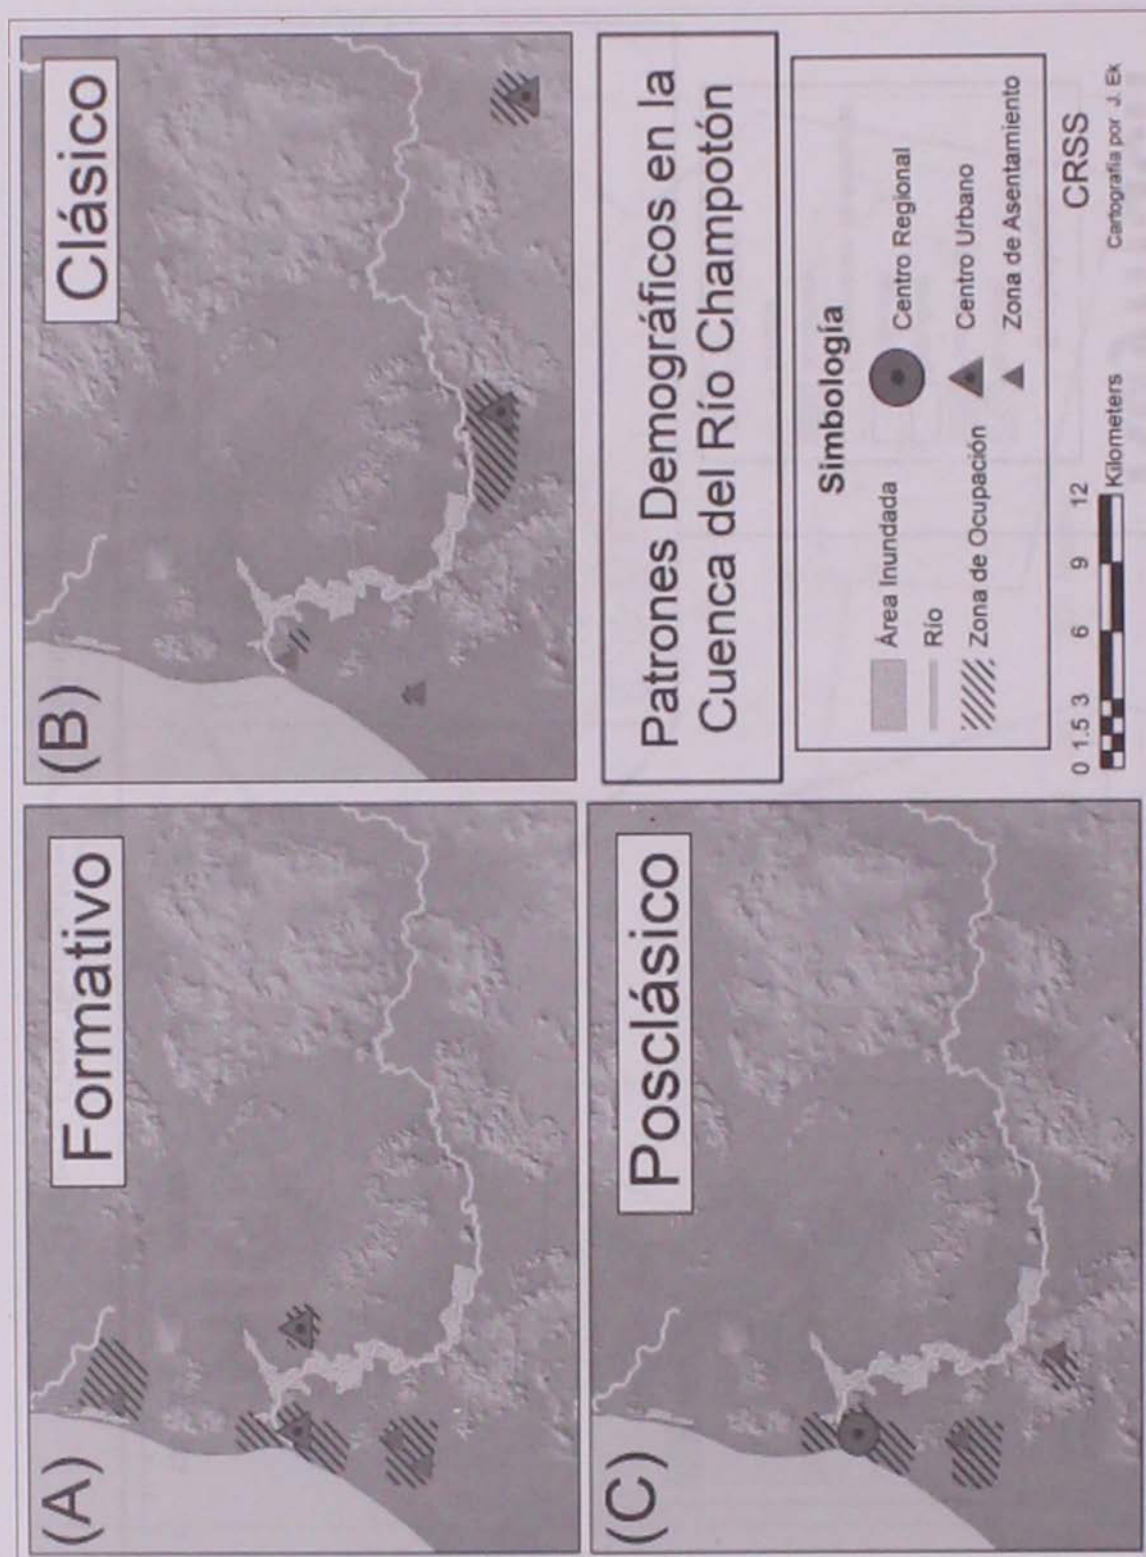 (A)
Formativo
(B)
Clásico
(C)
Posclásico
Patrones Demográficos en la
Cuenca del Río Champotón
Simbología
Área Inundada
Río
Zona de Ocupación
Centro Regional
Centro Urbano
Zona de Asentamiento
0 1.5 3 6 9 12
Kilometers
CRSS
Cartografía por J. Ek